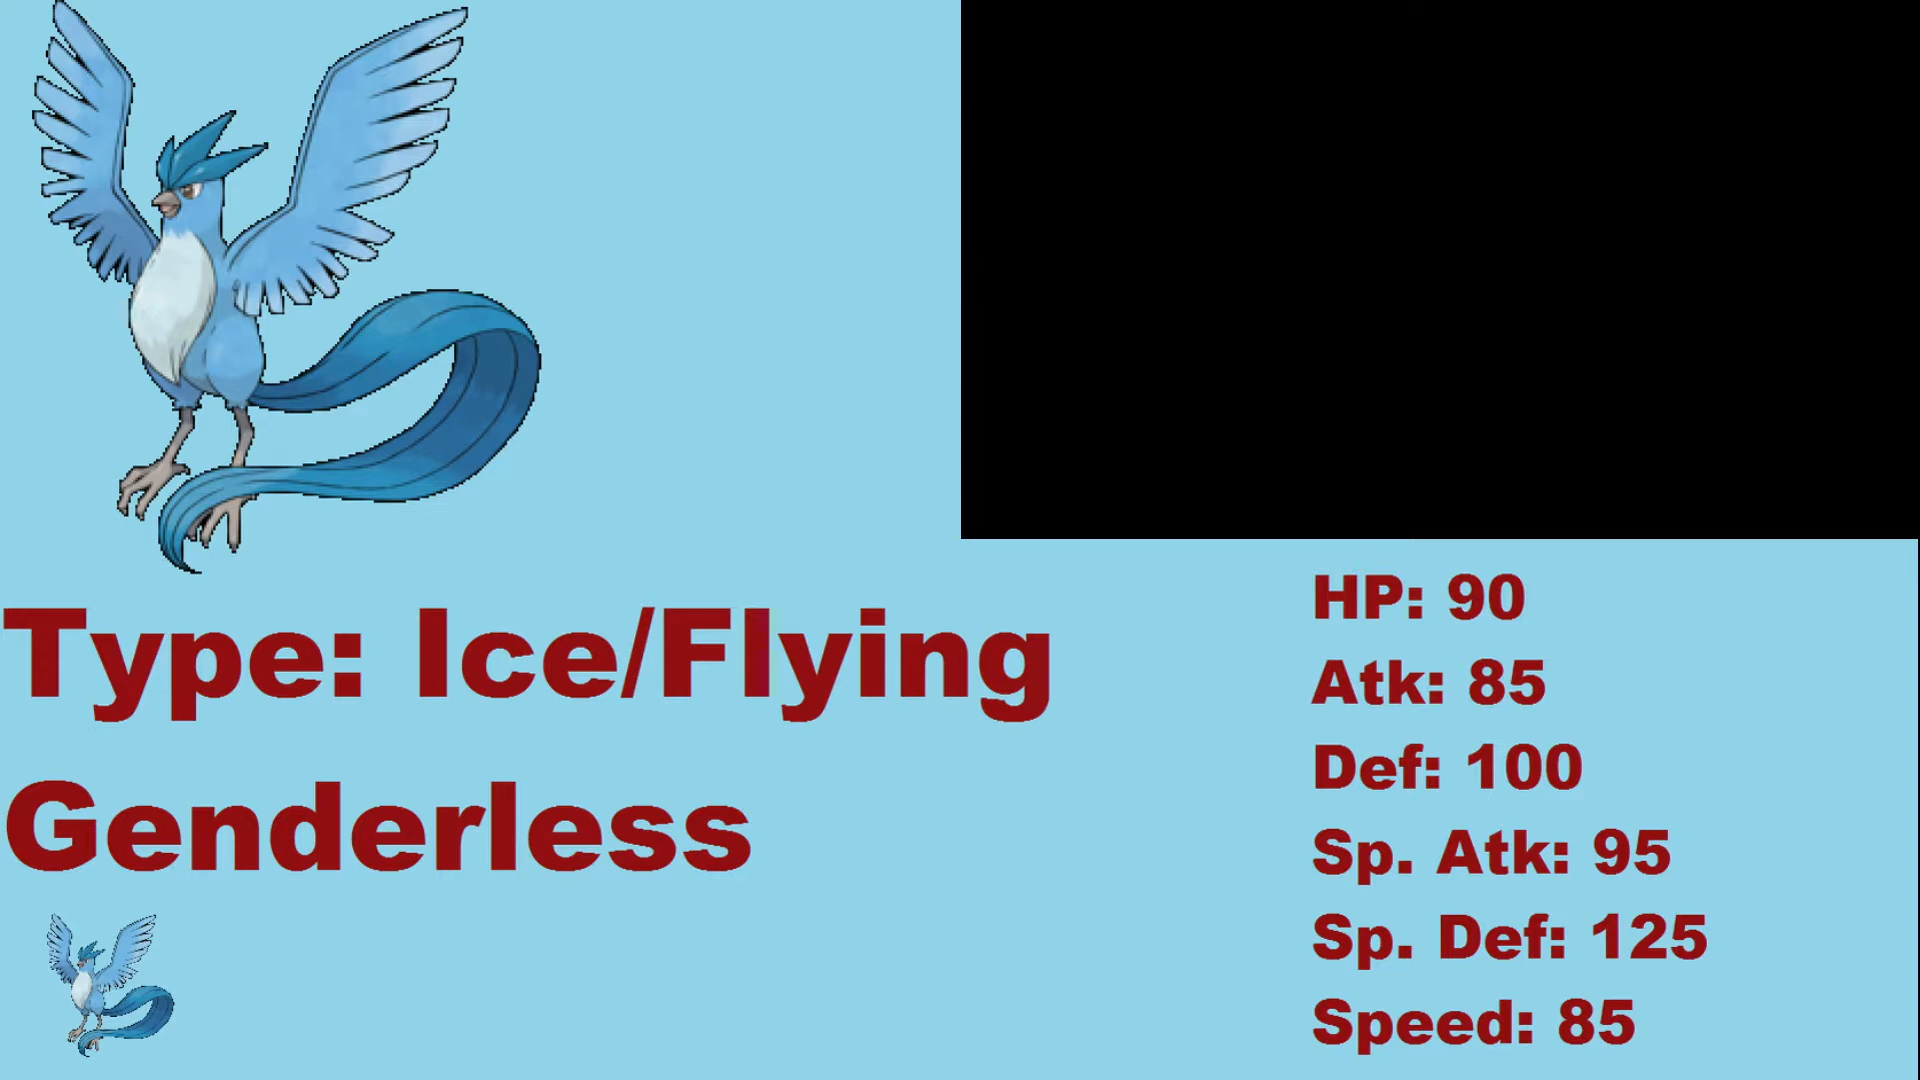 Type: Ice/Flying
Genderless
HP: 90
Atk: 85
Def: 100
Sp. Atk: 95
Sp. Def: 125
Speed: 85